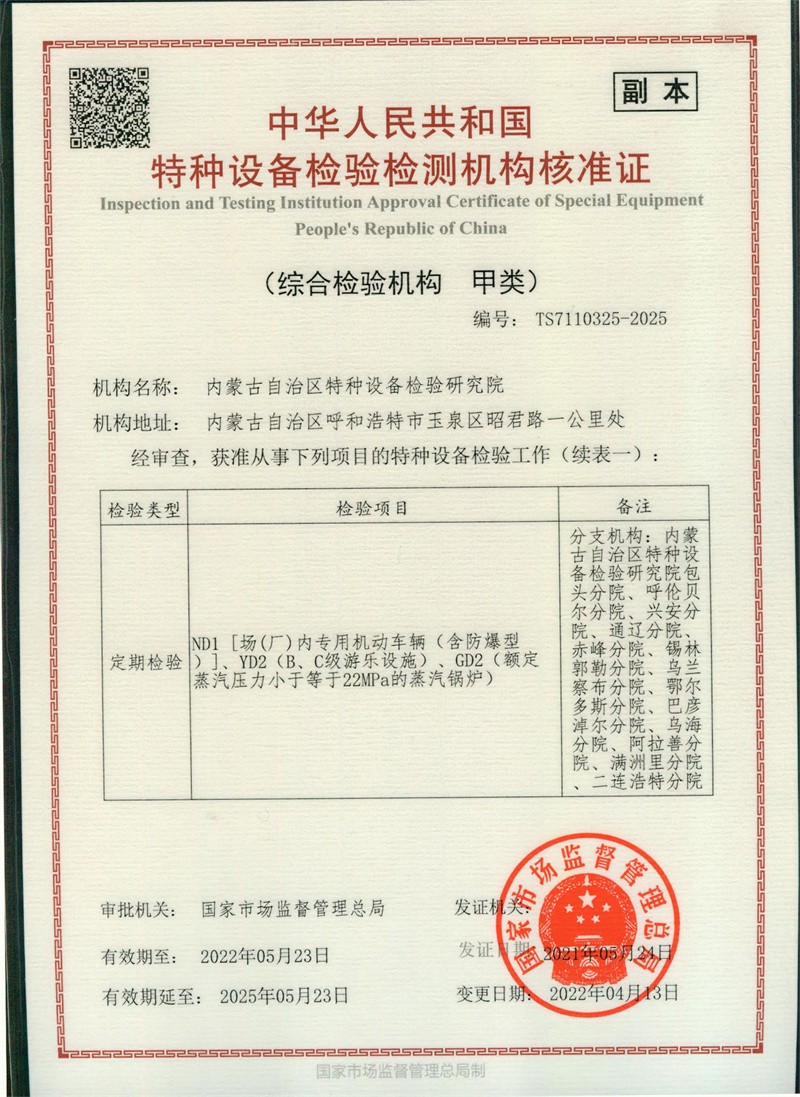 副 本
中华人民共和国
特种设备检验检测机构核准证
Inspection and Testing Institution Approval Certificate of Special Equipment
People's Republic of China
（综合检验机构　甲类）
编号： TS7110325-2025
机构名称： 内蒙古自治区特种设备检验研究院
机构地址： 内蒙古自治区呼和浩特市玉泉区昭君路一公里处
经审查，获准从事下列项目的特种设备检验工作（续表一）：
检验类型 检验项目 备注
定期检验
ND1 [场(厂)内专用机动车辆（含防爆型
）]、YD2（B、C级游乐设施）、GD2（额定
蒸汽压力小于等于22MPa的蒸汽锅炉）
分支机构：内蒙
古自治区特种设
备检验研究院包
头分院、呼伦贝
尔分院、兴安分
院、通辽分院、
赤峰分院、锡林
郭勒分院、乌兰
察布分院、鄂尔
多斯分院、巴彦
淖尔分院、乌海
分院、阿拉善分
院、满洲里分院
、二连浩特分院
审批机关： 国家市场监督管理总局
发证机关：
有效期至： 2022年05月23日
发证日期： 2021年05月24日
有效期延至： 2025年05月23日
变更日期： 2022年04月13日
国家市场监督管理总局
国家市场监督管理总局制